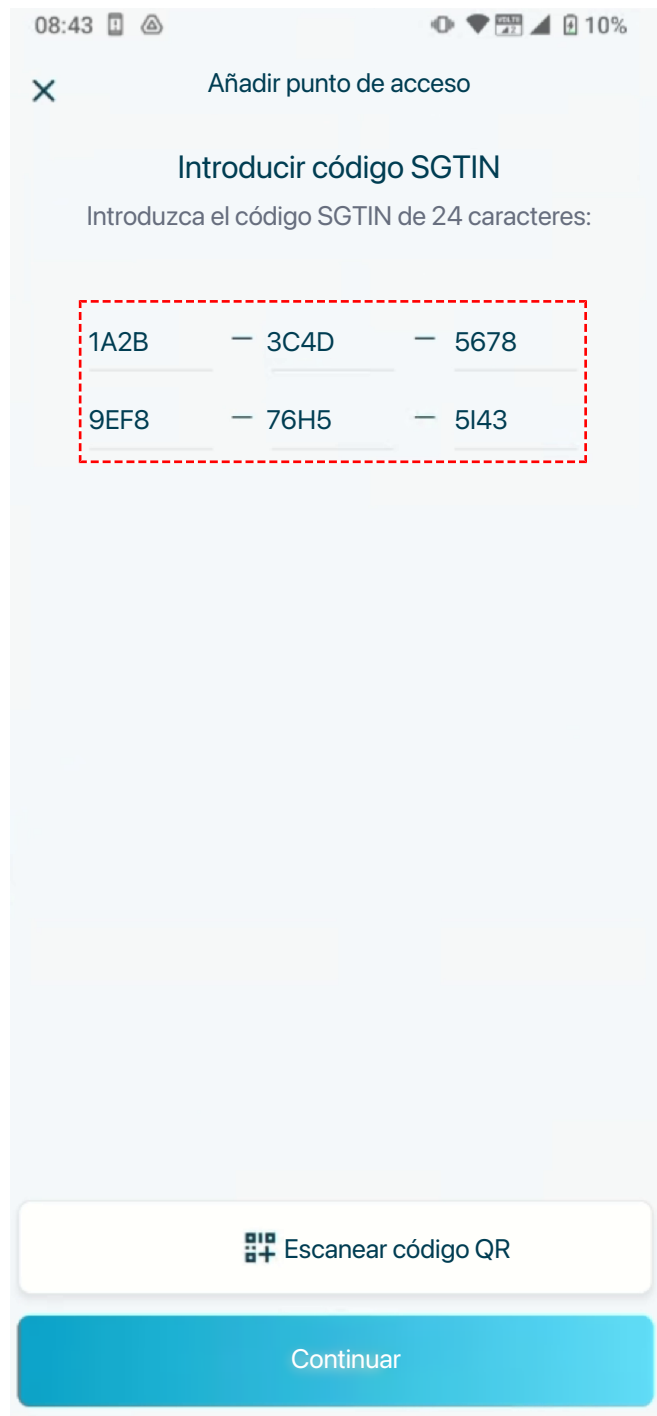 08:43 10%
Añadir punto de acceso
Introducir código SGTIN
Introduzca el código SGTIN de 24 caracteres:
1A2B — 3C4D — 5678
9EF8 — 76H5 — 5I43
Escanear código QR
Continuar